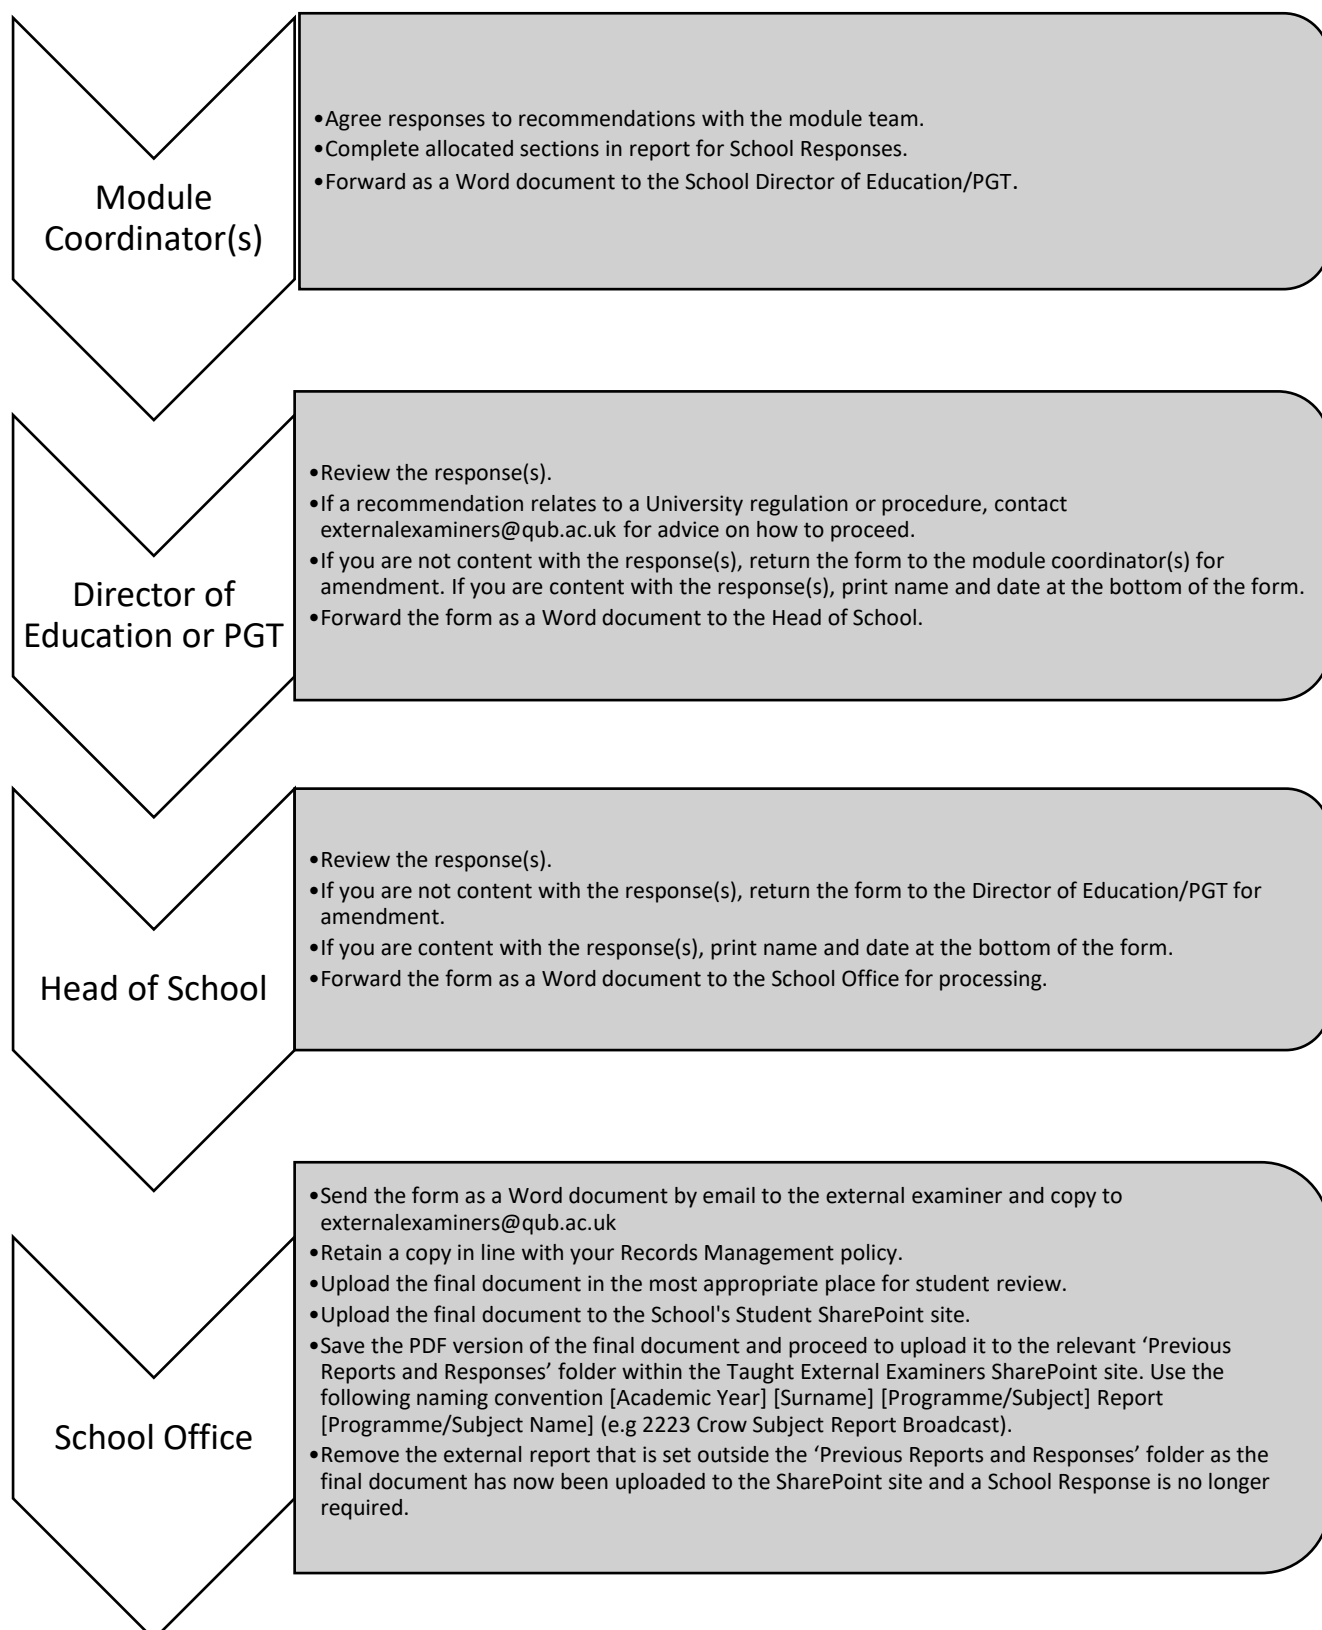 Module
Coordinator(s)
•Agree responses to recommendations with the module team.
•Complete allocated sections in report for School Responses.
•Forward as a Word document to the School Director of Education/PGT.
Director of
Education or PGT
•Review the response(s).
•If a recommendation relates to a University regulation or procedure, contact
externalexaminers@qub.ac.uk for advice on how to proceed.
•If you are not content with the response(s), return the form to the module coordinator(s) for
amendment. If you are content with the response(s), print name and date at the bottom of the form.
•Forward the form as a Word document to the Head of School.
Head of School
•Review the response(s).
•If you are not content with the response(s), return the form to the Director of Education/PGT for
amendment.
•If you are content with the response(s), print name and date at the bottom of the form.
•Forward the form as a Word document to the School Office for processing.
School Office
•Send the form as a Word document by email to the external examiner and copy to
externalexaminers@qub.ac.uk
•Retain a copy in line with your Records Management policy.
•Upload the final document in the most appropriate place for student review.
•Upload the final document to the School's Student SharePoint site.
•Save the PDF version of the final document and proceed to upload it to the relevant ‘Previous
Reports and Responses’ folder within the Taught External Examiners SharePoint site. Use the
following naming convention [Academic Year] [Surname] [Programme/Subject] Report
[Programme/Subject Name] (e.g 2223 Crow Subject Report Broadcast).
•Remove the external report that is set outside the ‘Previous Reports and Responses’ folder as the
final document has now been uploaded to the SharePoint site and a School Response is no longer
required.